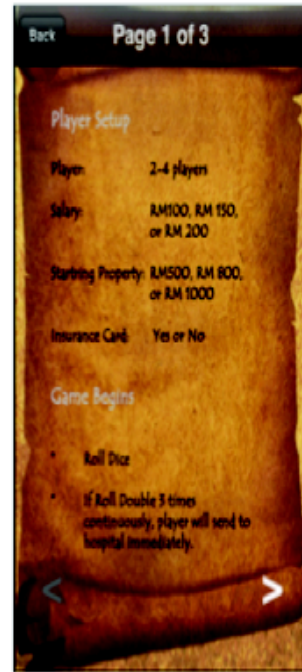 Back
Page 1 of 3
Player Setup
Player: 2-4 players
Salary: RM100, RM 150,
or RM 200
Startring Property: RM500, RM 800,
or RM 1000
Insurance Card: Yes or No
Game Begins
* Roll Dice
* If Roll Double 3 times
continuously, player will send to
hospital immediately.
< >